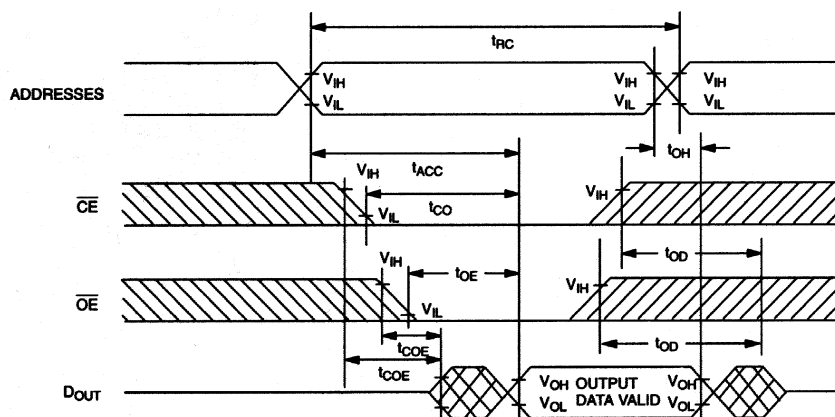 tRC
ADDRESSES
VIH
VIL
VIH
VIL
VIH
VIL
tOH
tACC
CE
VIH
VIL
tCO
VIH
tOD
OE
VIH
VIL
tOE
VIH
tOD
tCOE
tCOE
DOUT
VOH OUTPUT VOH
VOL DATA VALID VOL